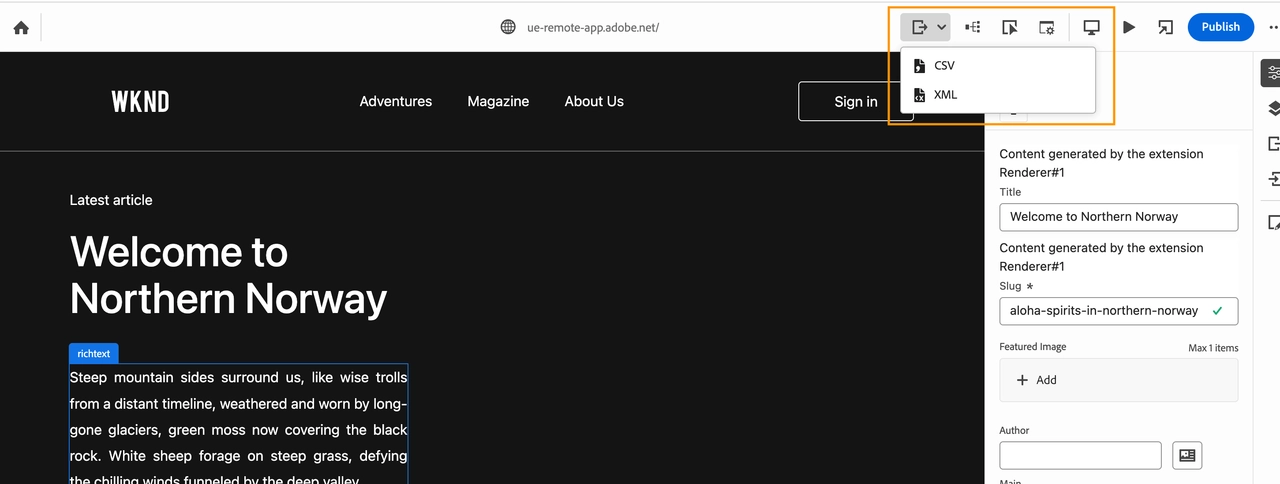 ue-remote-app.adobe.net/
Publish
CSV
XML
WKND
Adventures
Magazine
About Us
Sign in
Latest article
Welcome to
Northern Norway
richtext
Steep mountain sides surround us, like wise trolls
from a distant timeline, weathered and worn by long-
gone glaciers, green moss now covering the black
rock. White sheep forage on steep grass, defying
the chilling winds funneled by the deep valley
Content generated by the extension
Renderer#1
Title
Welcome to Northern Norway
Content generated by the extension
Renderer#1
Slug *
aloha-spirits-in-northern-norway
Featured Image
Max 1 items
Add
Author
Main